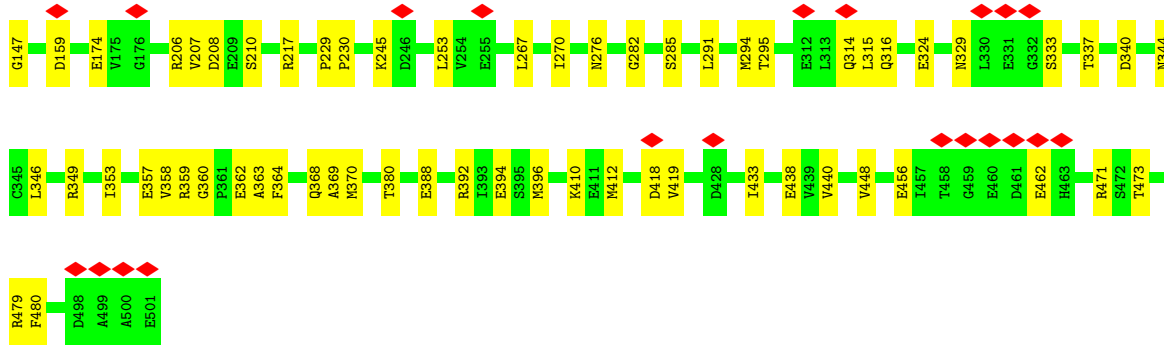 G147 D159 E174 V175 G176 R206 V207 D208 E209 S210 R217 P229 P230 K245 D246 L253 V254 E255 L267 I270 N276 G282 S285 L291 M294 T295 E312 L313 Q314 L315 Q316 E324 N329 L330 E331 G332 S333 T337 D340 N344
C345 L346 R349 I353 E357 V358 R359 G360 P361 E362 A363 F364 Q368 A369 M370 T380 E388 R392 I393 E394 S395 M396 K410 E411 M412 D418 V419 D428 I433 E438 V439 V440 V448 E456 I457 T458 G459 E460 D461 E462 H463 R471 S472 T473
R479 F480 D498 A499 A500 E501